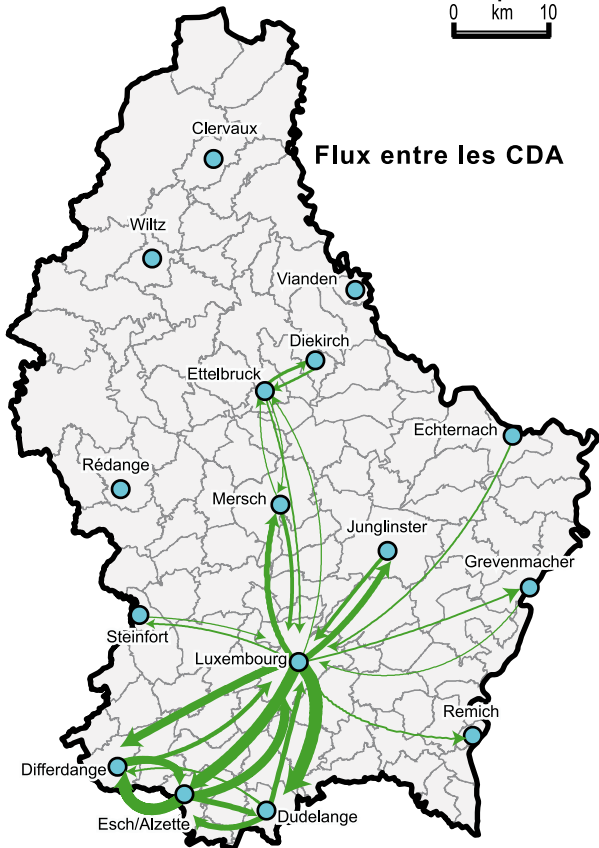 0 km 10
Clervaux
Flux entre les CDA
Wiltz
Vianden
Diekirch
Ettelbruck
Echternach
Rédange
Mersch
Junglinster
Grevenmacher
Steinfort
Luxembourg
Remich
Differdange
Esch/Alzette
Dudelange